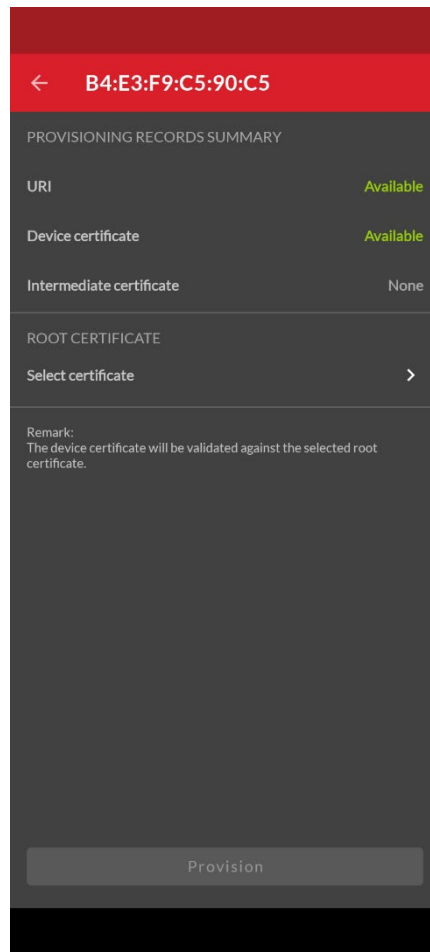 B4:E3:F9:C5:90:C5
PROVISIONING RECORDS SUMMARY
URI Available
Device certificate Available
Intermediate certificate None
ROOT CERTIFICATE
Select certificate
Remark:
The device certificate will be validated against the selected root
certificate.
Provision